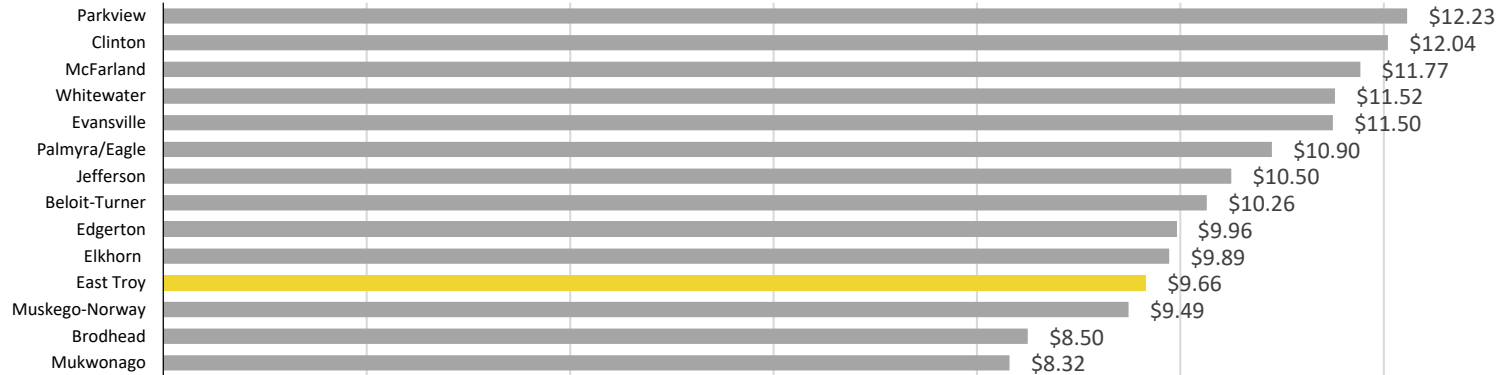 Parkview $12.23
Clinton $12.04
McFarland $11.77
Whitewater $11.52
Evansville $11.50
Palmyra/Eagle $10.90
Jefferson $10.50
Beloit-Turner $10.26
Edgerton $9.96
Elkhorn $9.89
East Troy $9.66
Muskego-Norway $9.49
Brodhead $8.50
Mukwonago $8.32